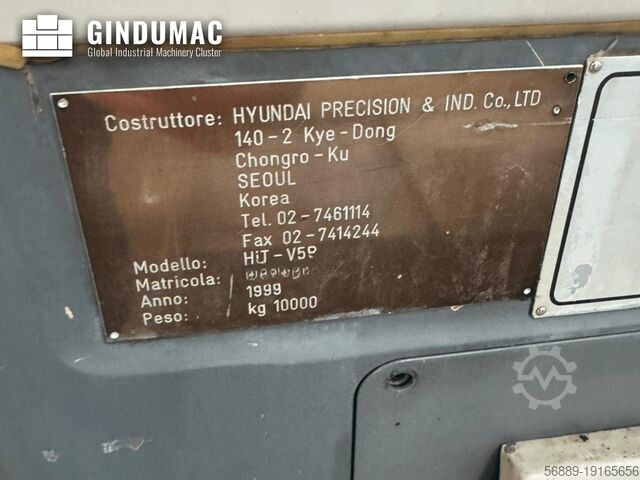 GINDUMAC
Global Industrial Machinery Cluster
Costruttore: HYUNDAI PRECISION & IND. Co., LTD
140-2 Kye-Dong
Chongro-Ku
SEOUL
Korea
Tel. 02-7461114
Fax 02-7414244
Modello: HiT-V5P
Matricola:
Anno: 1999
Peso: kg 10000
56889-19165656